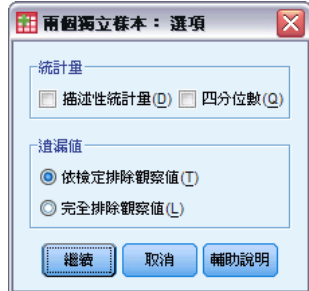 兩個獨立樣本： 選項
統計量
描述性統計量(D) 四分位數(Q)
遺漏值
依檢定排除觀察值(T)
完全排除觀察值(L)
繼續 取消 輔助說明